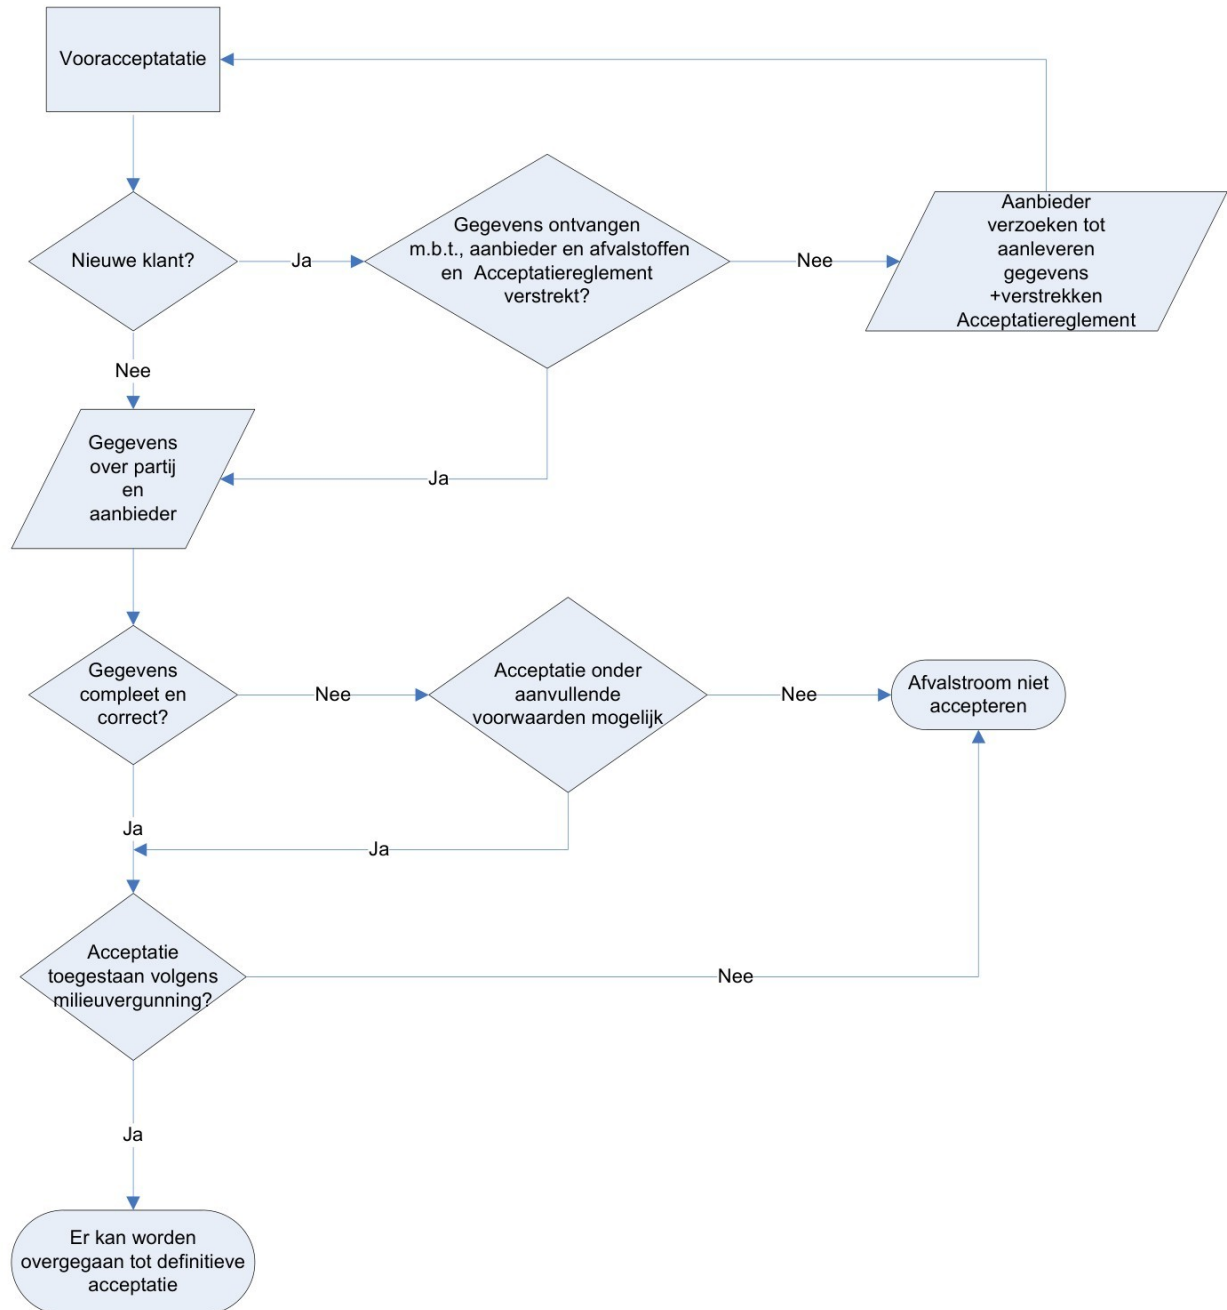 Vooracceptatatie
Nieuwe klant?
Ja
Gegevens ontvangen
m.b.t., aanbieder en afvalstoffen
en Acceptatiereglement
verstrekt?
Nee
Aanbieder
verzoeken tot
aanleveren
gegevens
+verstrekken
Acceptatiereglement
Nee
Gegevens
over partij
en
aanbieder
Ja
Gegevens
compleet en
correct?
Nee
Acceptatie onder
aanvullende
voorwaarden mogelijk
Nee
Afvalstroom niet
accepteren
Ja
Ja
Acceptatie
toegestaan volgens
milieuvergunning?
Nee
Ja
Er kan worden
overgegaan tot definitieve
acceptatie